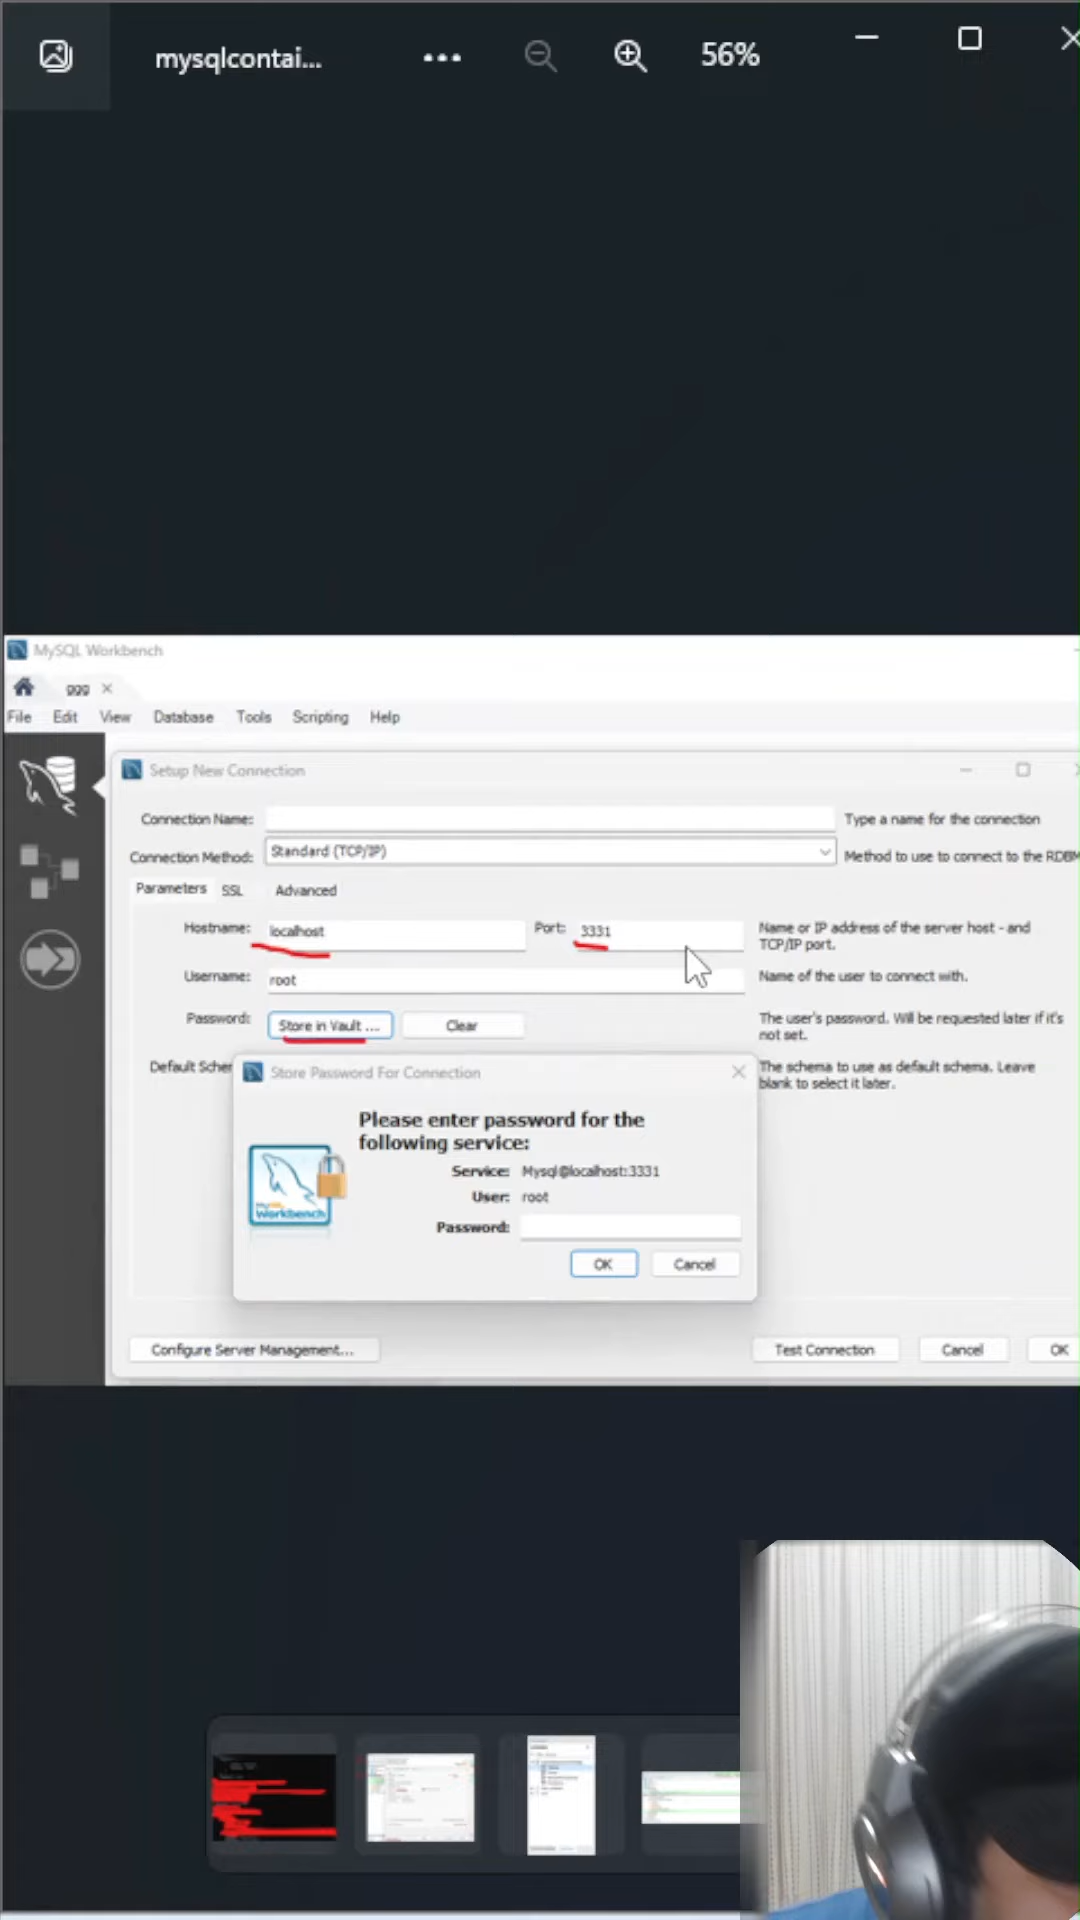 mysqlcontai... ... 56%
MySQL Workbench
ggg
File Edit View Database Tools Scripting Help
Setup New Connection
Connection Name: Type a name for the connection
Connection Method: Standard (TCP/IP) Method to use to connect to the RDBM
Parameters SSL Advanced
Hostname: localhost Port: 3331 Name or IP address of the server host - and
TCP/IP port.
Username: root Name of the user to connect with.
Password: Store in Vault ... Clear The user's password. Will be requested later if it's
not set.
Default Schem The schema to use as default schema. Leave
blank to select it later.
Store Password For Connection
Please enter password for the
following service:
Service: Mysql@localhost:3331
User: root
Password:
MySQL
Workbench
OK Cancel
Configure Server Management... Test Connection Cancel OK